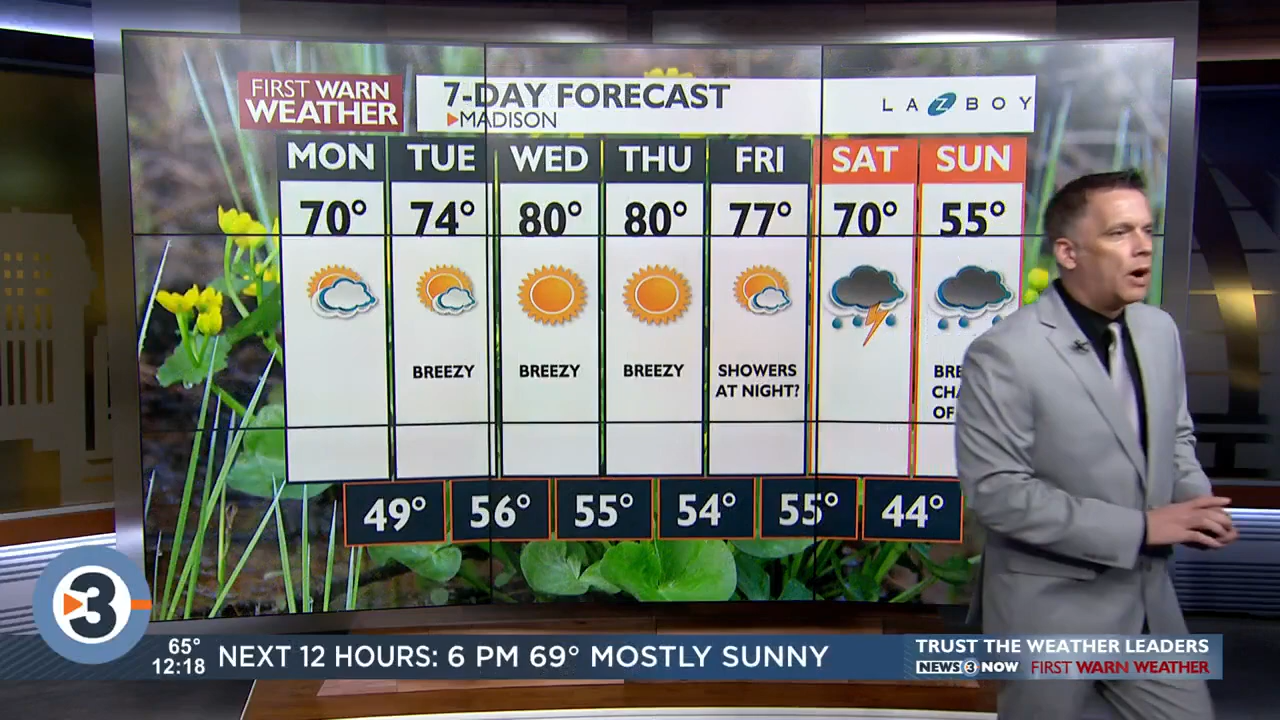 FIRST WARN
WEATHER
7-DAY FORECAST
MADISON
LAZBOY
MON TUE WED THU FRI SAT SUN
70° 74° 80° 80° 77° 70° 55°
BREEZY BREEZY BREEZY SHOWERS
AT NIGHT?
49° 56° 55° 54° 55° 44°
3
65°
12:18
NEXT 12 HOURS: 6 PM 69° MOSTLY SUNNY
TRUST THE WEATHER LEADERS
NEWS 3 NOW FIRST WARN WEATHER